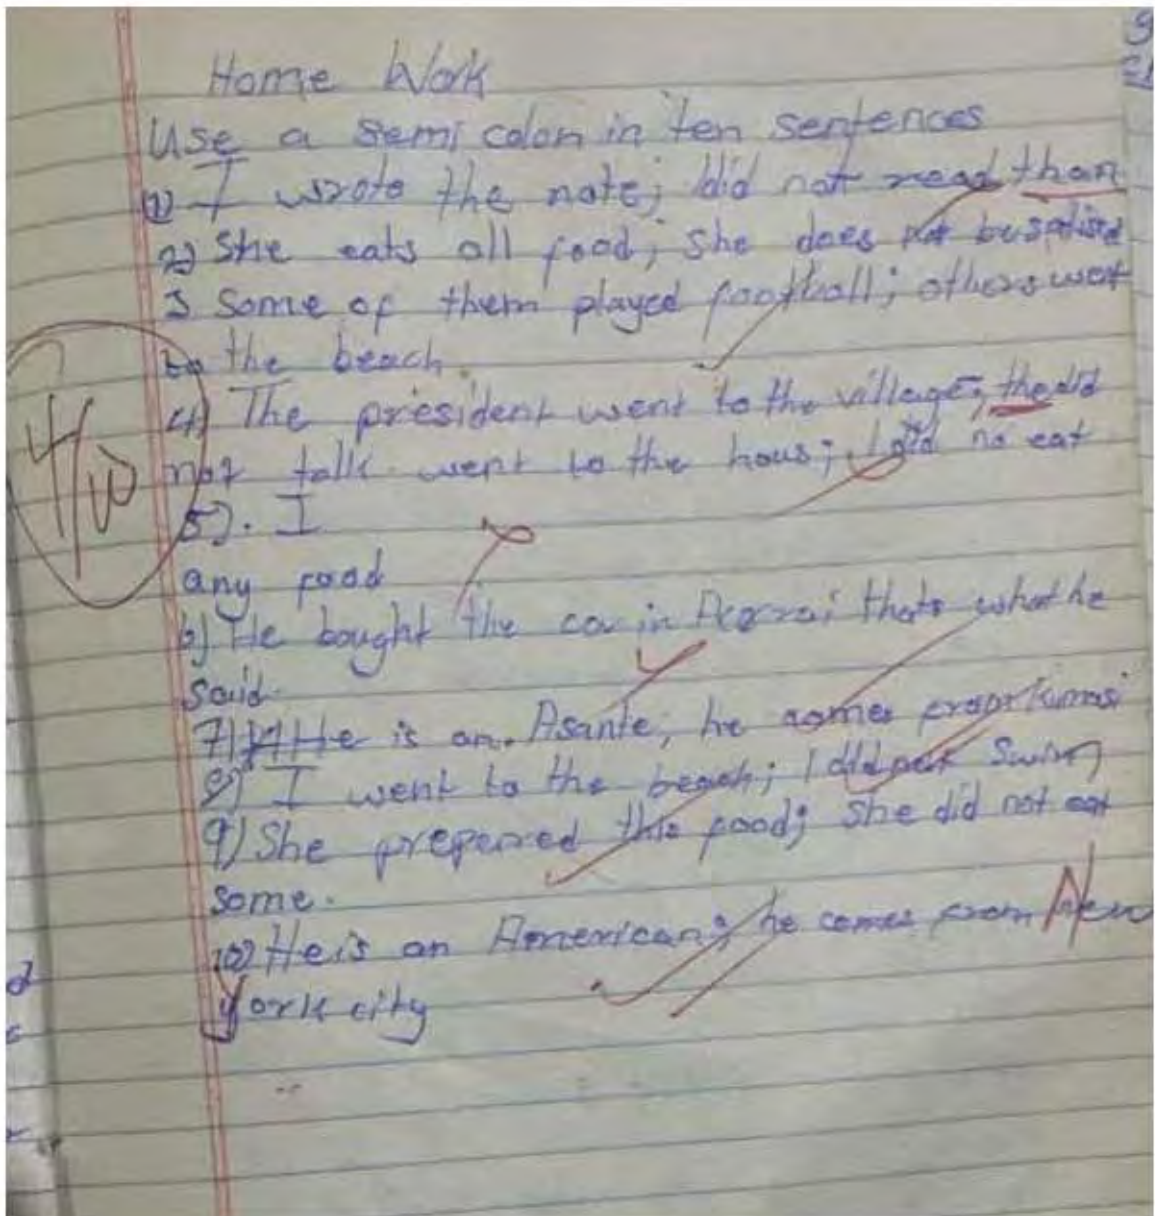 Home Work
Use a semi colon in ten sentences
1) I wrote the note; I did not read than
2) She eats all food; she does not be
3 Some of them played football; others went
to the beach.
4) The president went to the village; the did
not talk went to the hous; I did no eat
5). I
any food
6) He bought the car in Accra; thats what he
said.
7) He is an Asante; he comes from Kumasi
8) I went to the beach; I did not swim
9) She prepered this food; she did not eat
some.
10) He is an American; he comes from New
York city
4/10